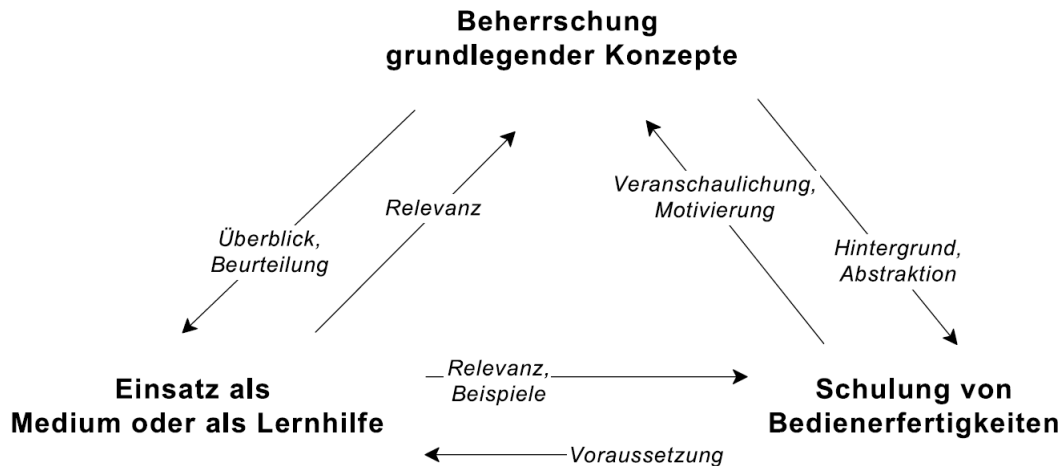 Beherrschung
grundlegender Konzepte
Veranschaulichung,
Motivierung
Relevanz
Überblick,
Beurteilung
Hintergrund,
Abstraktion
Relevanz,
Beispiele
Einsatz als
Medium oder als Lernhilfe
Schulung von
Bedienerfertigkeiten
Voraussetzung